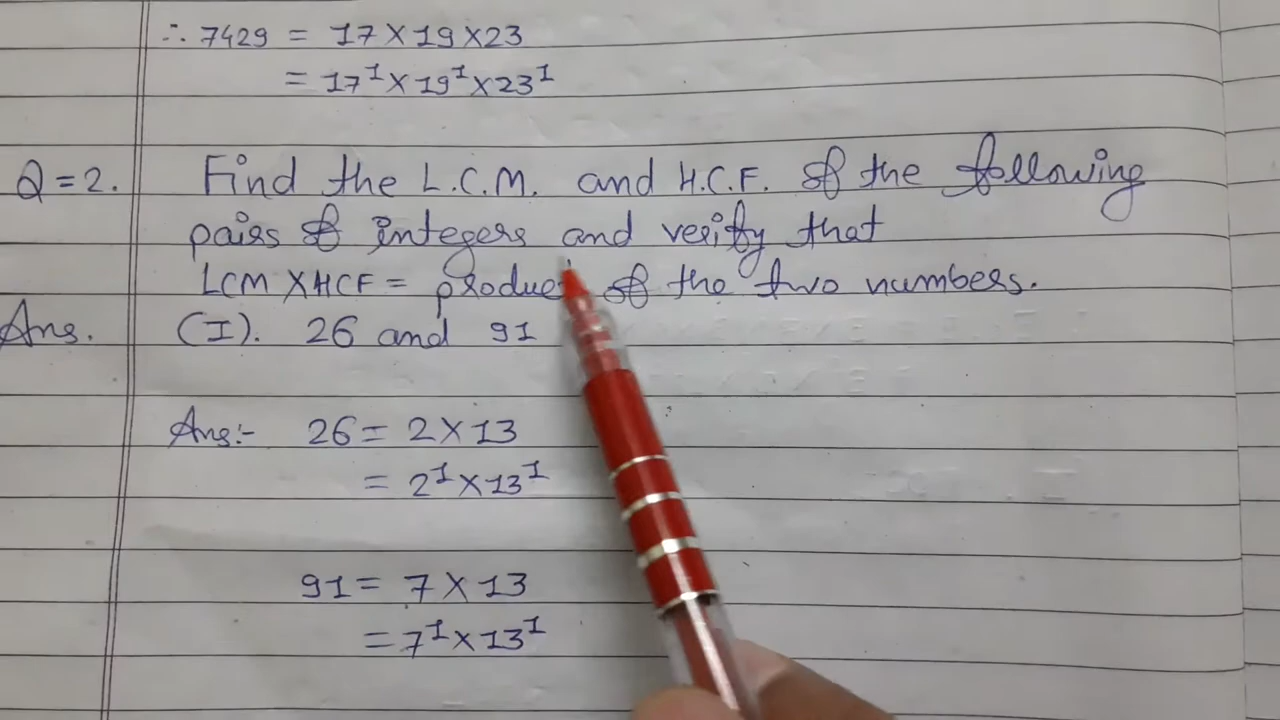 ∴ 7429 = 17 × 19 × 23
= 17¹ × 19¹ × 23¹
Q=2. Find the L.C.M. and H.C.F. of the following
pairs of integers and verify that
LCM × HCF = product of the two numbers.
Ans. (I). 26 and 91
Ans:- 26 = 2 × 13
= 2¹ × 13¹
91 = 7 × 13
= 7¹ × 13¹